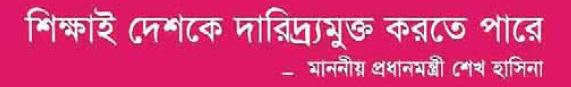 শিক্ষাই দেশকে দারিদ্র্যমুক্ত করতে পারে
– মাননীয় প্রধানমন্ত্রী শেখ হাসিনা